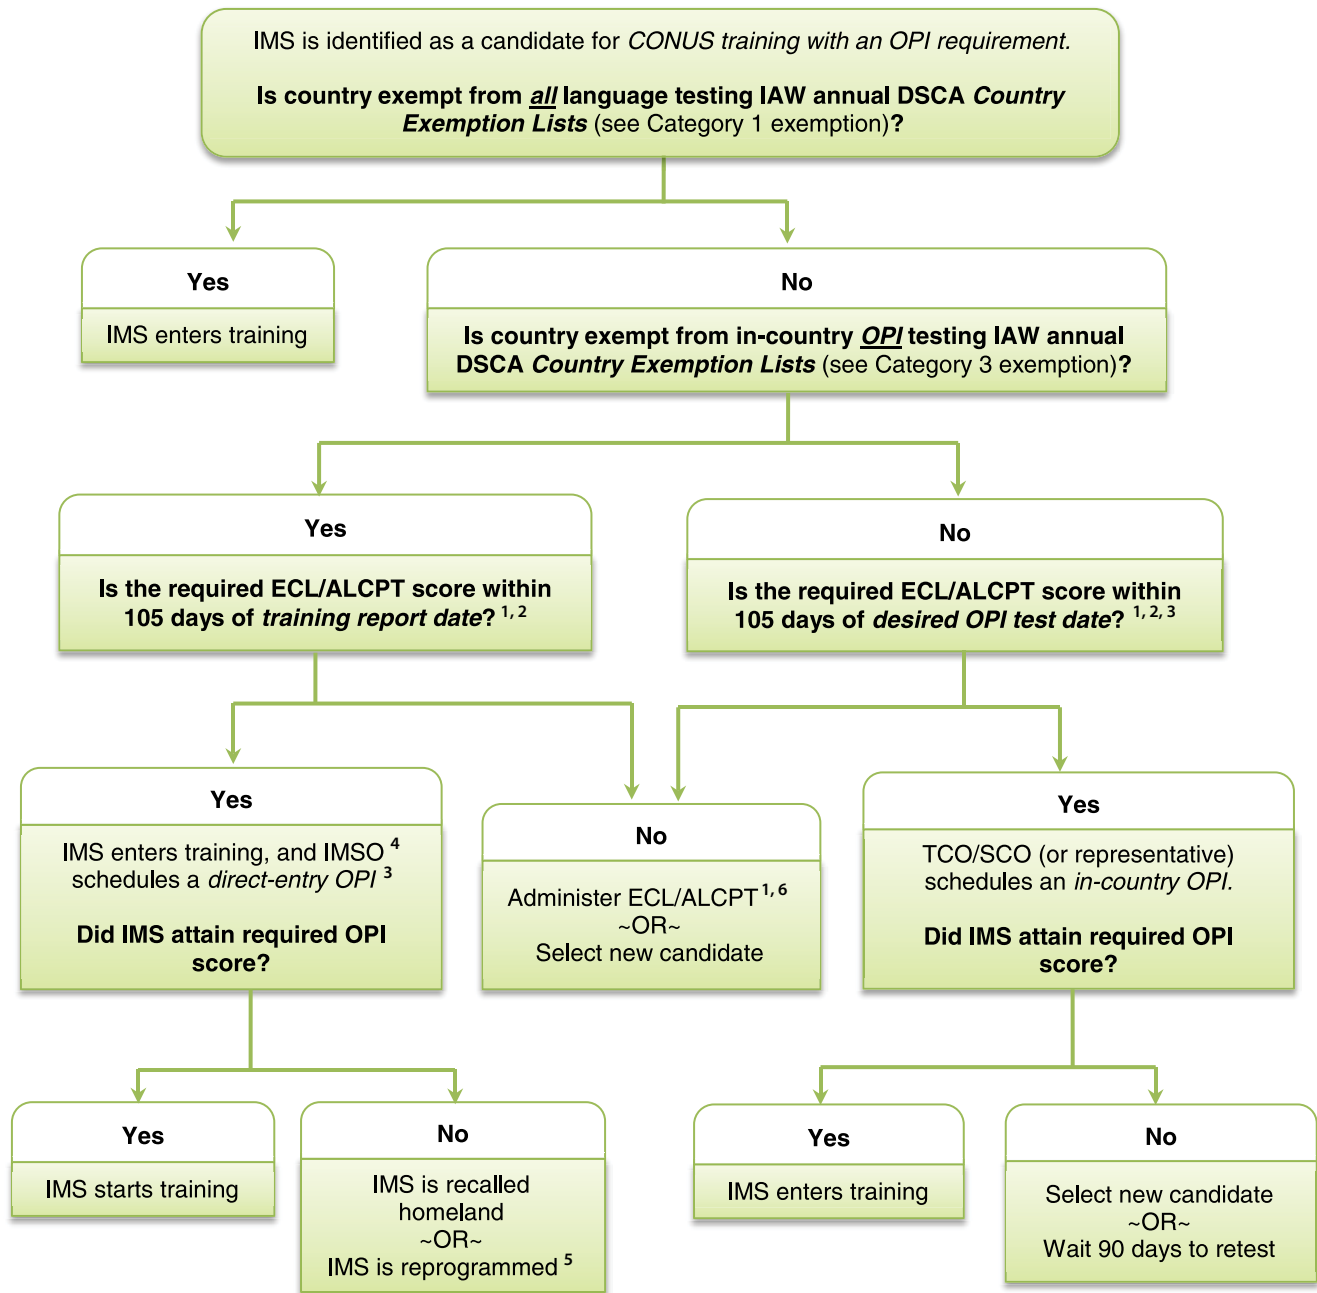 IMS is identified as a candidate for CONUS training with an OPI requirement.
Is country exempt from all language testing IAW annual DSCA Country
Exemption Lists (see Category 1 exemption)?
Yes
IMS enters training
No
Is country exempt from in-country OPI testing IAW annual
DSCA Country Exemption Lists (see Category 3 exemption)?
Yes
Is the required ECL/ALCPT score within
105 days of training report date? 1, 2
No
Is the required ECL/ALCPT score within
105 days of desired OPI test date? 1, 2, 3
Yes
IMS enters training, and IMSO 4
schedules a direct-entry OPI 3
Did IMS attain required OPI
score?
No
Administer ECL/ALCPT 1, 6
~OR~
Select new candidate
Yes
TCO/SCO (or representative)
schedules an in-country OPI.
Did IMS attain required OPI
score?
Yes
IMS starts training
No
IMS is recalled
homeland
~OR~
IMS is reprogrammed 5
Yes
IMS enters training
No
Select new candidate
~OR~
Wait 90 days to retest